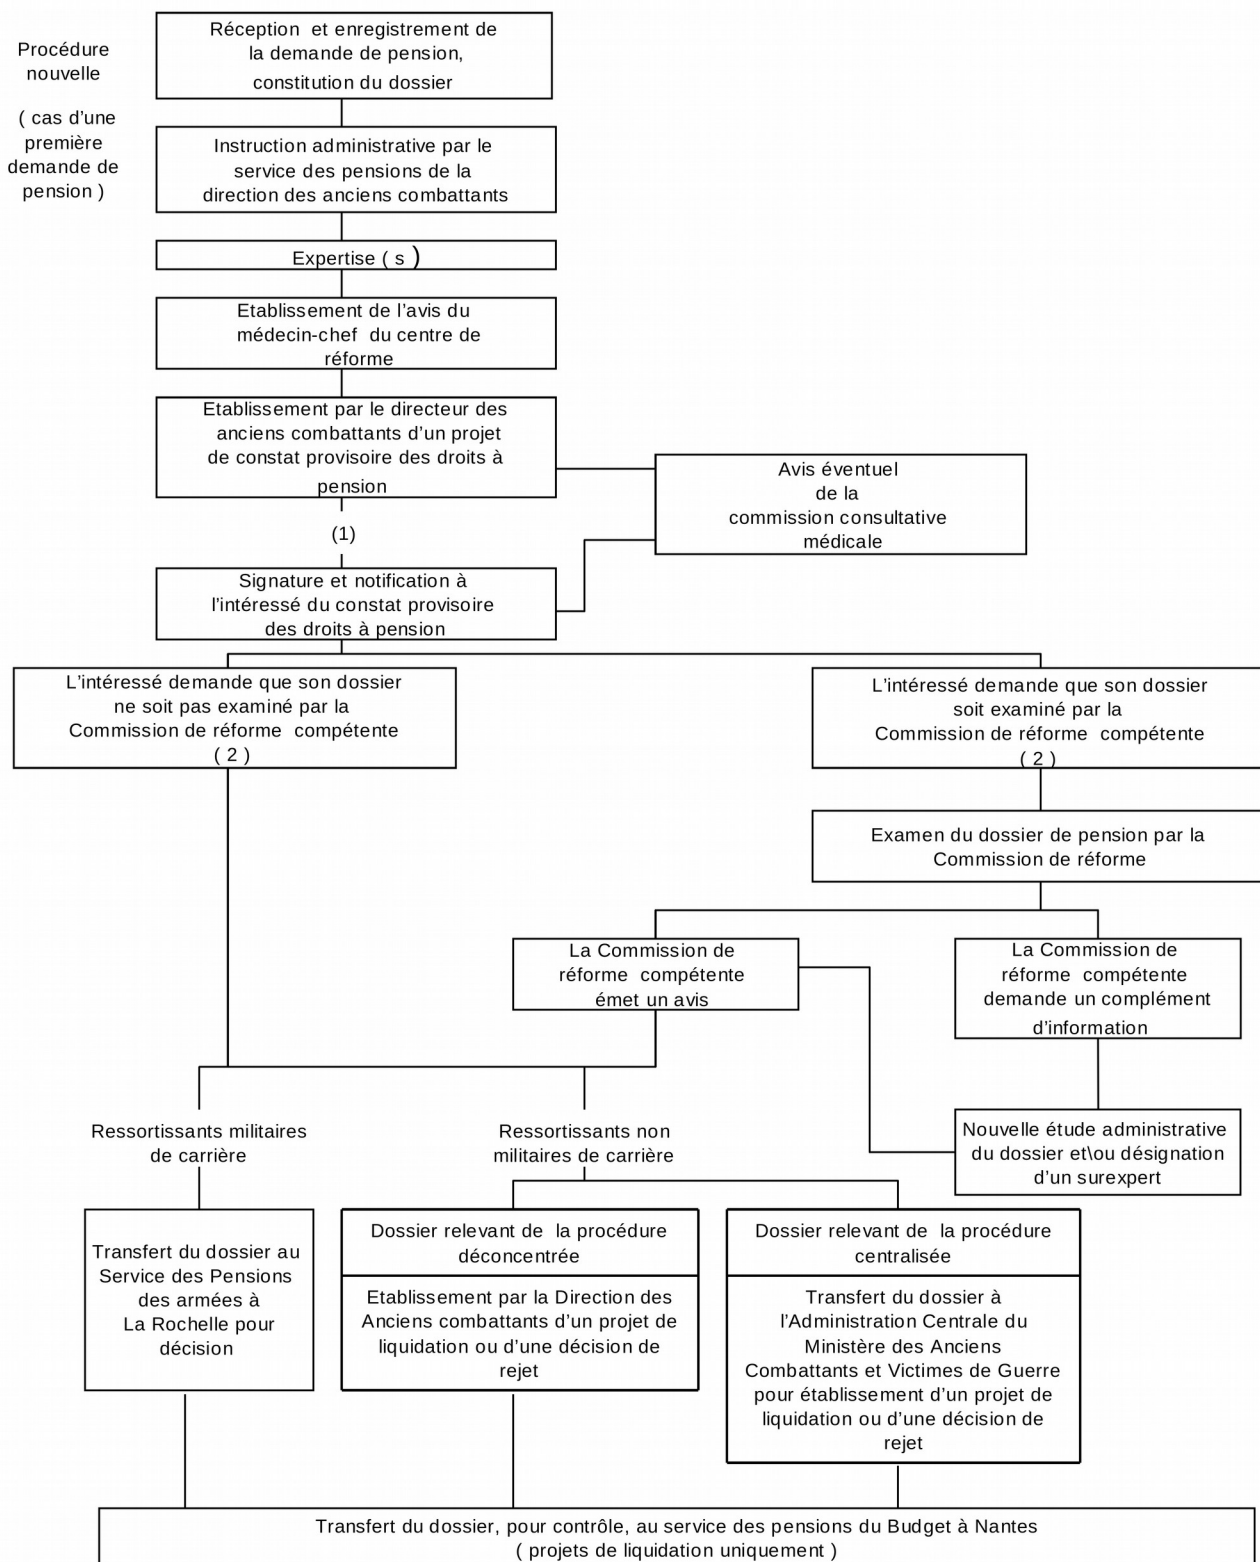 Procédure
nouvelle
( cas d’une
première
demande de
pension )
Réception et enregistrement de
la demande de pension,
constitution du dossier
Instruction administrative par le
service des pensions de la
direction des anciens combattants
Expertise ( s )
Etablissement de l’avis du
médecin-chef du centre de
réforme
Etablissement par le directeur des
anciens combattants d’un projet
de constat provisoire des droits à
pension
Avis éventuel
de la
commission consultative
médicale
(1)
Signature et notification à
l’intéressé du constat provisoire
des droits à pension
L’intéressé demande que son dossier
ne soit pas examiné par la
Commission de réforme compétente
( 2 )
L’intéressé demande que son dossier
soit examiné par la
Commission de réforme compétente
( 2 )
Examen du dossier de pension par la
Commission de réforme
La Commission de
réforme compétente
émet un avis
La Commission de
réforme compétente
demande un complément
d’information
Nouvelle étude administrative
du dossier et\ou désignation
d’un surexpert
Ressortissants militaires
de carrière
Ressortissants non
militaires de carrière
Transfert du dossier au
Service des Pensions
des armées à
La Rochelle pour
décision
Dossier relevant de la procédure
déconcentrée
Etablissement par la Direction des
Anciens combattants d’un projet de
liquidation ou d’une décision de
rejet
Dossier relevant de la procédure
centralisée
Transfert du dossier à
l’Administration Centrale du
Ministère des Anciens
Combattants et Victimes de Guerre
pour établissement d’un projet de
liquidation ou d’une décision de
rejet
Transfert du dossier, pour contrôle, au service des pensions du Budget à Nantes
( projets de liquidation uniquement )